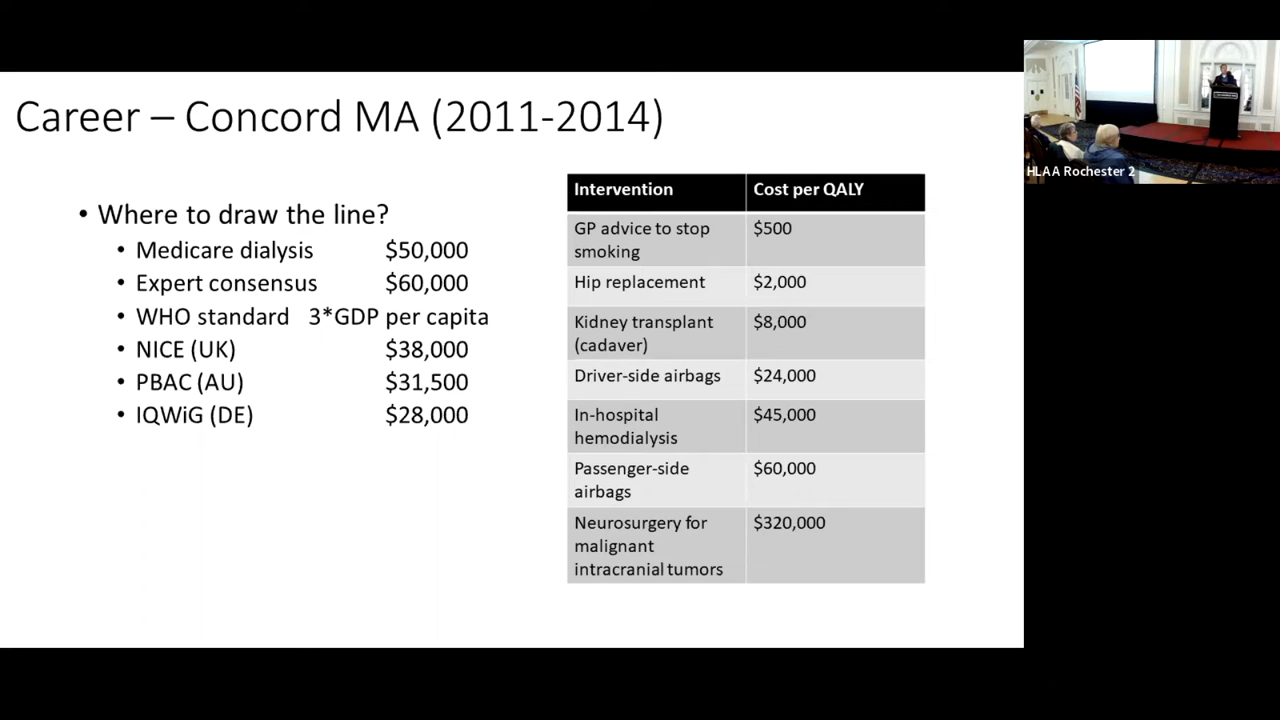 Career – Concord MA (2011-2014)
• Where to draw the line?
• Medicare dialysis $50,000
• Expert consensus $60,000
• WHO standard 3*GDP per capita
• NICE (UK) $38,000
• PBAC (AU) $31,500
• IQWiG (DE) $28,000
Intervention Cost per QALY
GP advice to stop $500
smoking
Hip replacement $2,000
Kidney transplant $8,000
(cadaver)
Driver-side airbags $24,000
In-hospital $45,000
hemodialysis
Passenger-side $60,000
airbags
Neurosurgery for $320,000
malignant
intracranial tumors
HLAA Rochester 2